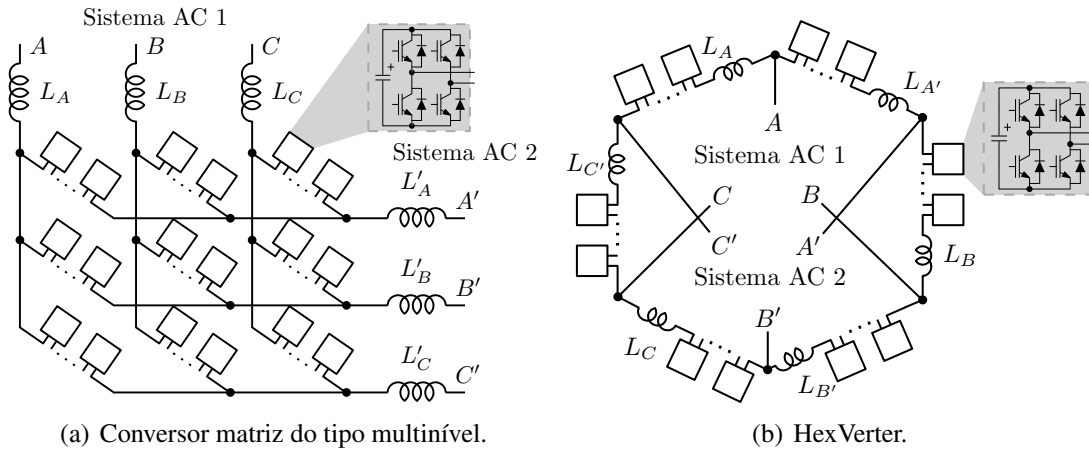 Sistema AC 1
A B C
L_A L_B L_C
+
Sistema AC 2
L'_A A'
L'_B B'
L'_C C'
(a) Conversor matriz do tipo multinível.
L_A L_{A'}
A
L_{C'} Sistema AC 1
+
C B
C' A'
Sistema AC 2 L_B
B'
L_C L_{B'}
(b) HexVerter.